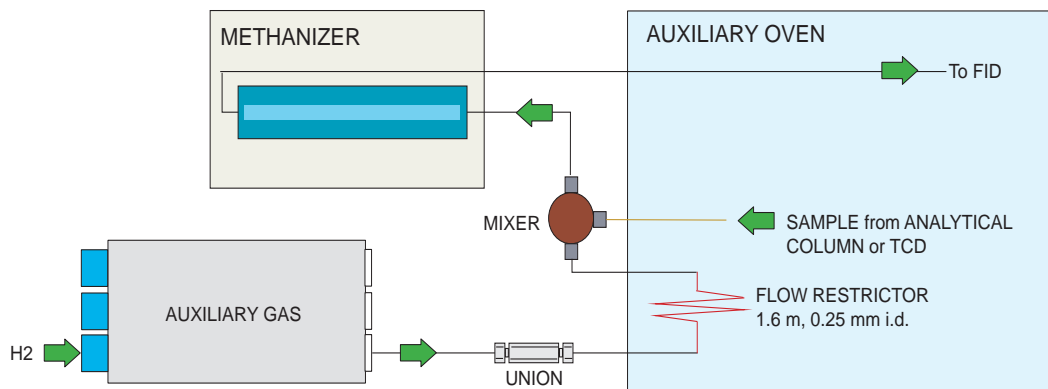 METHANIZER
AUXILIARY OVEN
To FID
MIXER
SAMPLE from ANALYTICAL
COLUMN or TCD
AUXILIARY GAS
FLOW RESTRICTOR
1.6 m, 0.25 mm i.d.
H2
UNION